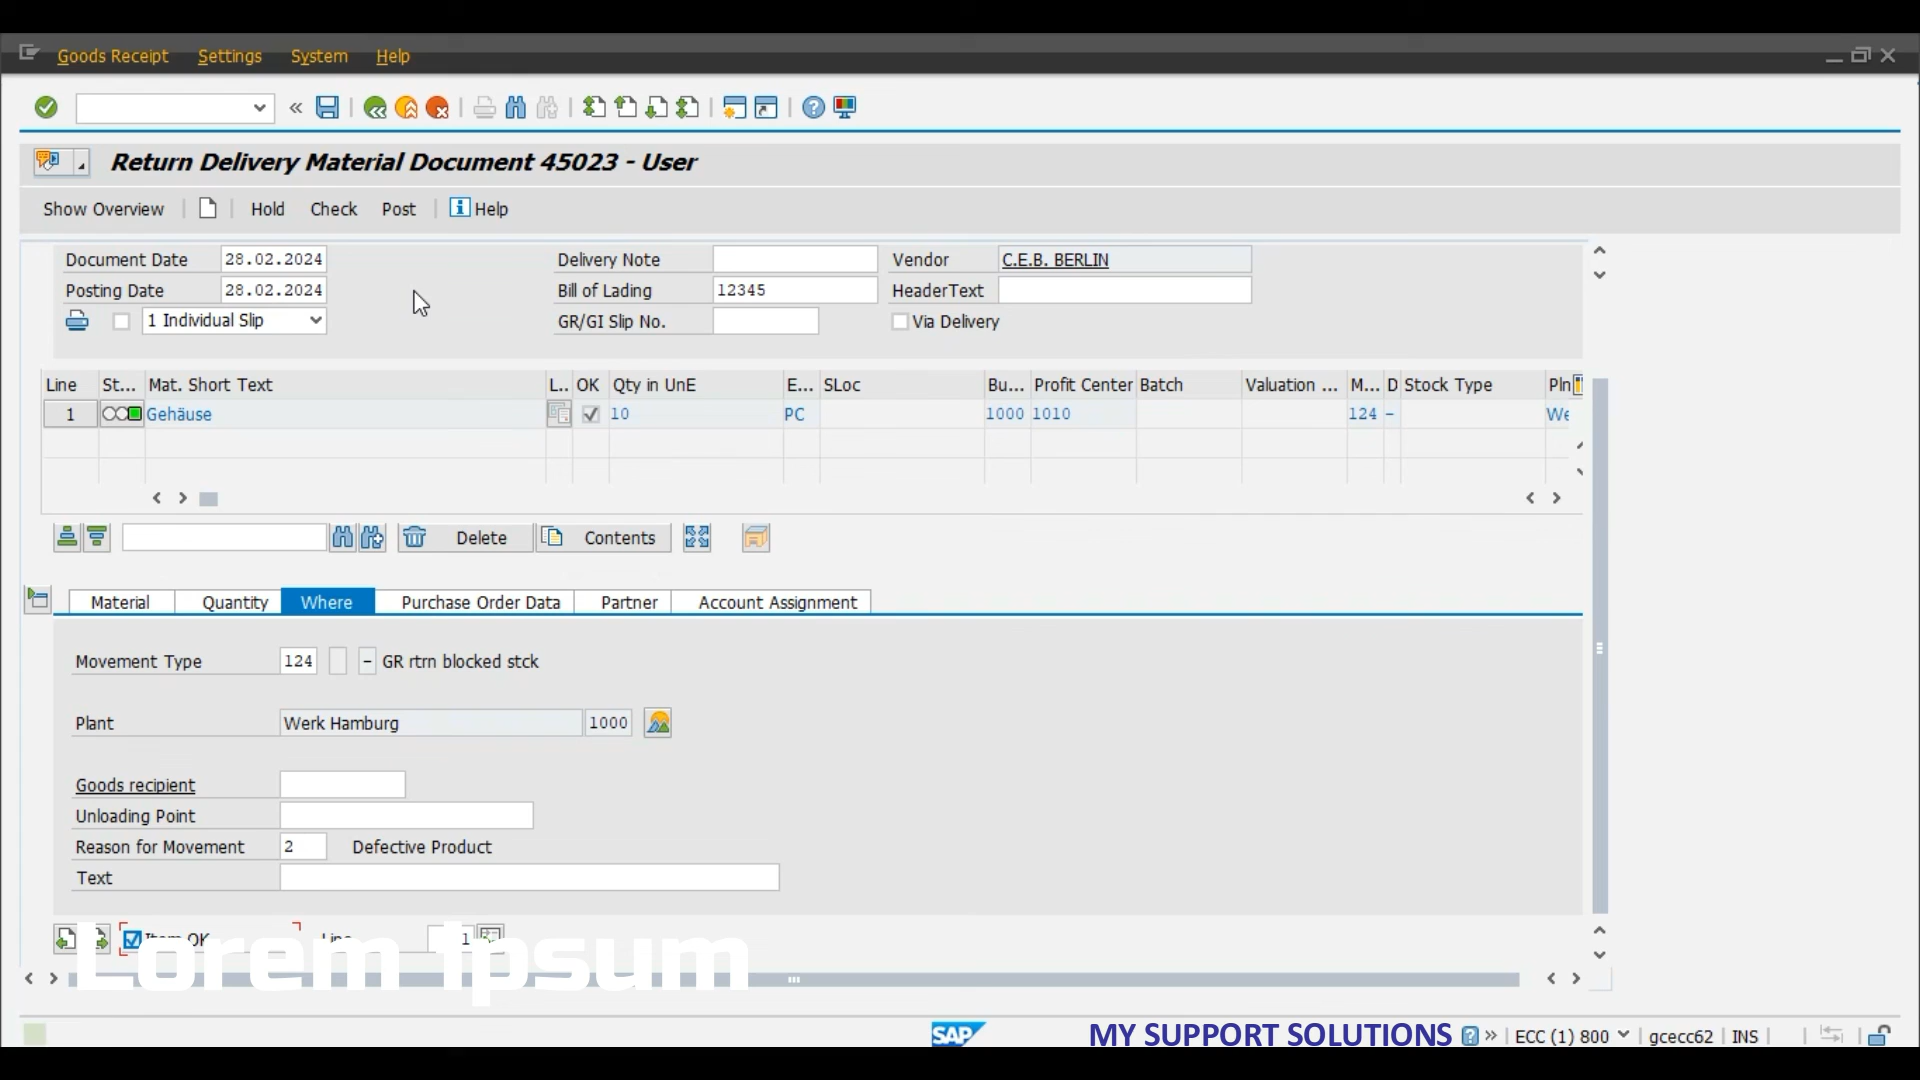 Goods Receipt Settings System Help
Return Delivery Material Document 45023 - User
Show Overview Hold Check Post Help
Document Date 28.02.2024 Delivery Note Vendor C.E.B. BERLIN
Posting Date 28.02.2024 Bill of Lading 12345 HeaderText
1 Individual Slip GR/GI Slip No. Via Delivery
Line St... Mat. Short Text L.. OK Qty in UnE E... SLoc Bu... Profit Center Batch Valuation ... M... D Stock Type Pln
1 Gehäuse 10 PC 1000 1010 124 - We
Delete Contents
Material Quantity Where Purchase Order Data Partner Account Assignment
Movement Type 124 - GR rtrn blocked stck
Plant Werk Hamburg 1000
Goods recipient
Unloading Point
Reason for Movement 2 Defective Product
Text
Item OK Line 1
Lorem Ipsum
SAP MY SUPPORT SOLUTIONS ECC (1) 800 gcecc62 INS